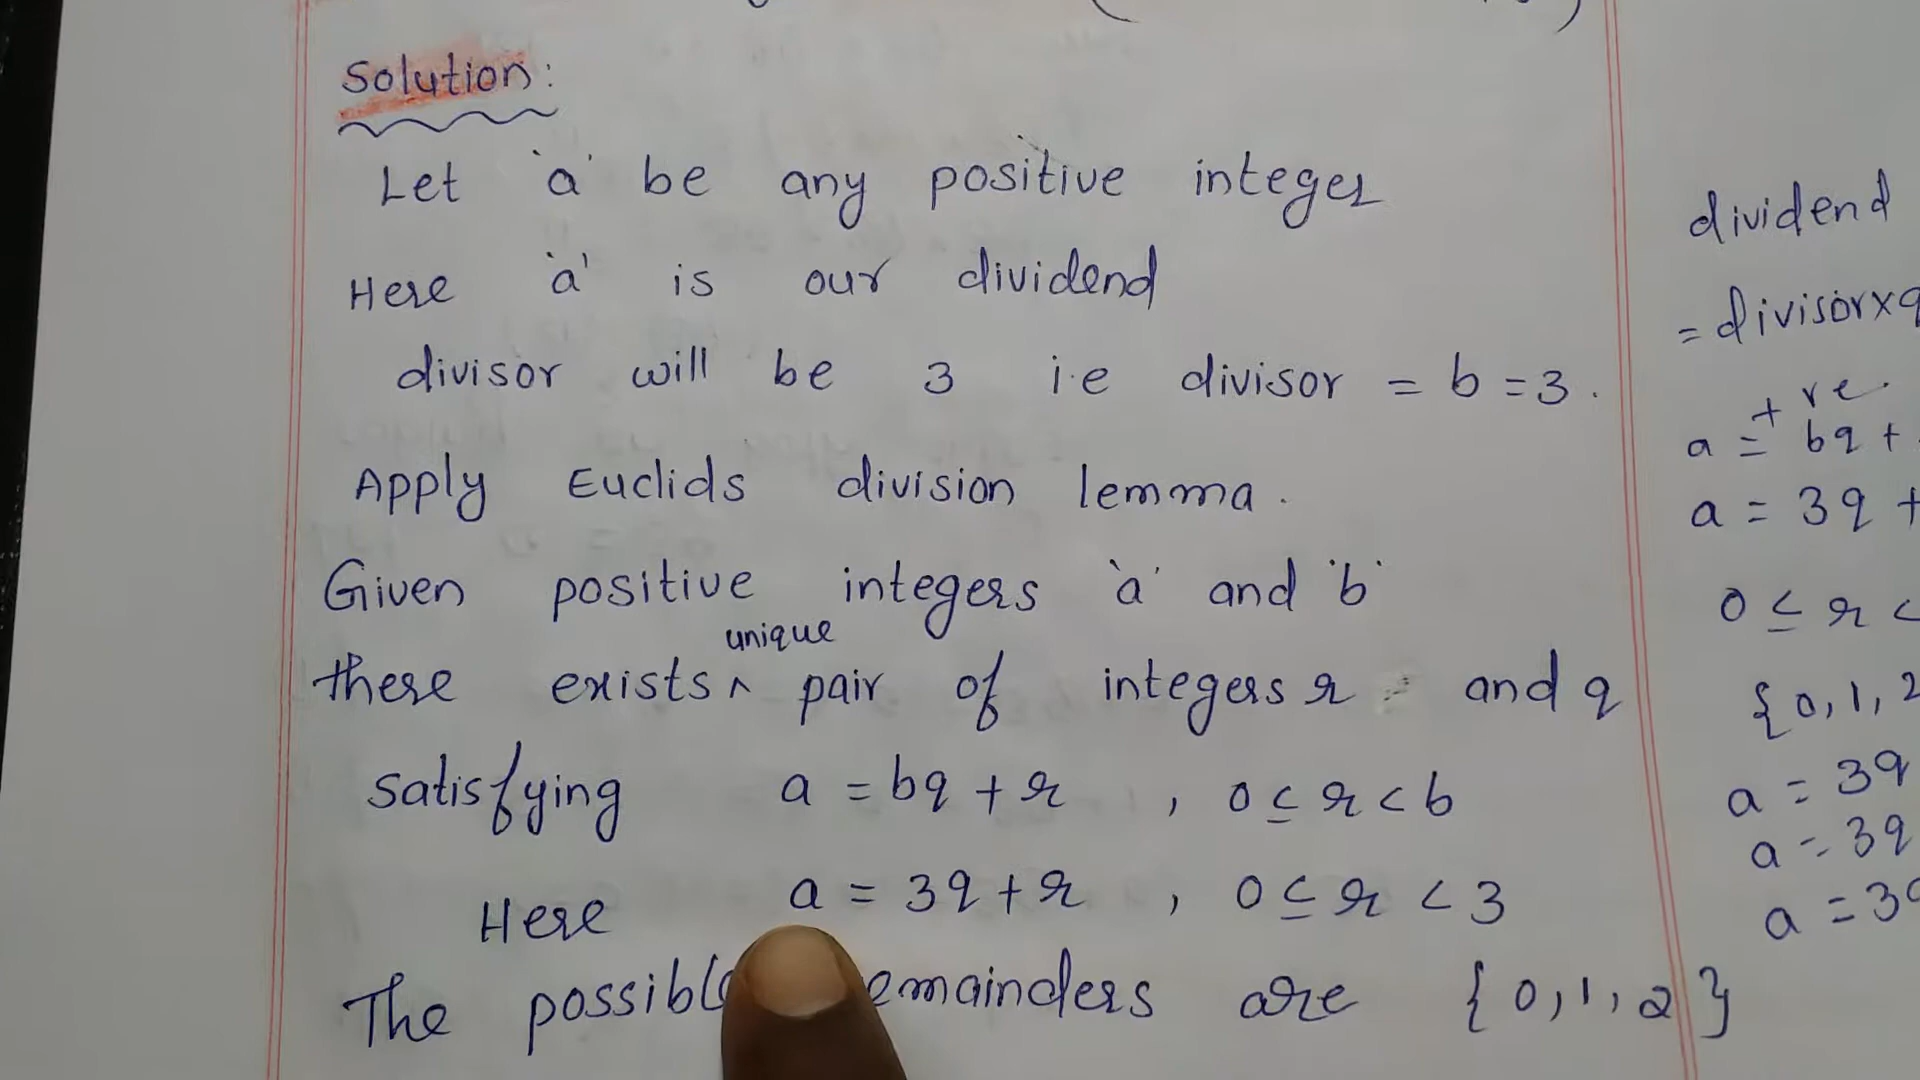 Solution:
Let 'a' be any positive integer
Here 'a' is our dividend
divisor will be 3 i.e divisor = b = 3.
Apply Euclids division lemma.
Given positive integers 'a' and 'b'
unique
there exists ^ pair of integers r and q
satisfying a = bq + r , 0 ≤ r < b
Here a = 3q + r , 0 ≤ r < 3
The possible remainders are {0, 1, 2}
dividend
= divisor x q
+ re.
a = bq +
a = 3q +
0 ≤ r <
{0, 1, 2
a = 3q
a = 3q
a = 3q